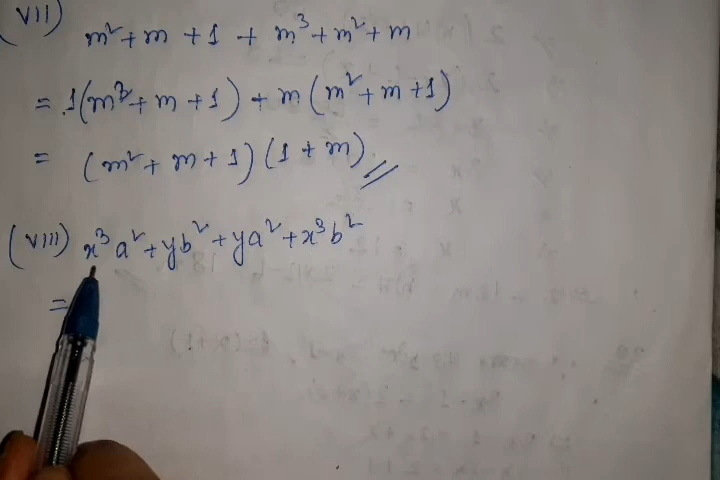 (VII) m² + m + 1 + m³ + m² + m
= 1(m² + m + 1) + m(m² + m + 1)
= (m² + m + 1)(1 + m)
(VIII) x³a² + yb² + ya² + x³b²
=